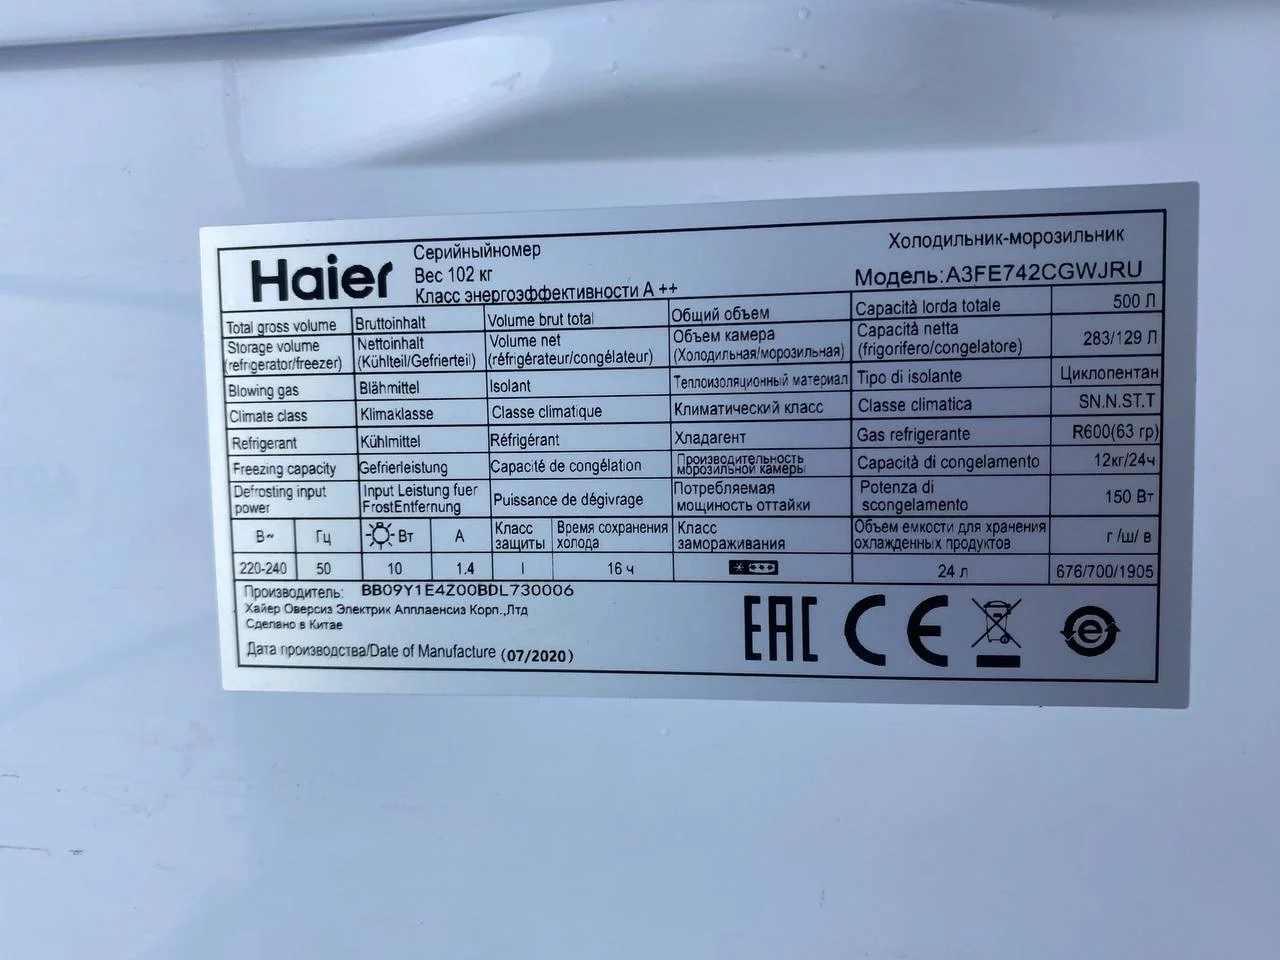 Haier
Серийныйномер
Вес 102 кг
Класс энергоэффективности A ++
Холодильник-морозильник
Модель:A3FE742CGWJRU
Total gross volume Bruttoinhalt Volume brut total Общий объем Capacità lorda totale 500 Л
Storage volume (refrigerator/freezer) Nettoinhalt (Kühlteil/Gefrierteil) Volume net (réfrigérateur/congélateur) Объем камера (Холодильная/морозильная) Capacità netta (frigorifero/congelatore) 283/129 Л
Blowing gas Blähmittel Isolant Теплоизоляционный материал Tipo di isolante Циклопентан
Climate class Klimaklasse Classe climatique Климатический класс Classe climatica SN.N.ST.T
Refrigerant Kühlmittel Réfrigérant Хладагент Gas refrigerante R600(63 гр)
Freezing capacity Gefrierleistung Capacité de congélation Производительность морозильной камеры Capacità di congelamento 12кг/24ч
Defrosting input power Input Leistung fuer FrostEntfernung Puissance de dégivrage Потребляемая мощиность оттайки Potenza di scongelamento 150 Вт
В~ Гц Вт A Класс защиты Время сохранения холода Класс замораживания Объем емкости для хранения охлажденных продуктов г /ш/ в
220-240 50 10 1.4 I 16 ч 24 л 676/700/1905
Производитель: BB09Y1E4Z00BDL730006
Хайер Оверсиз Электрик Апплаенсиз Корп.,Лтд
Сделано в Китае
Дата производства/Date of Manufacture (07/2020)
EAC CE e